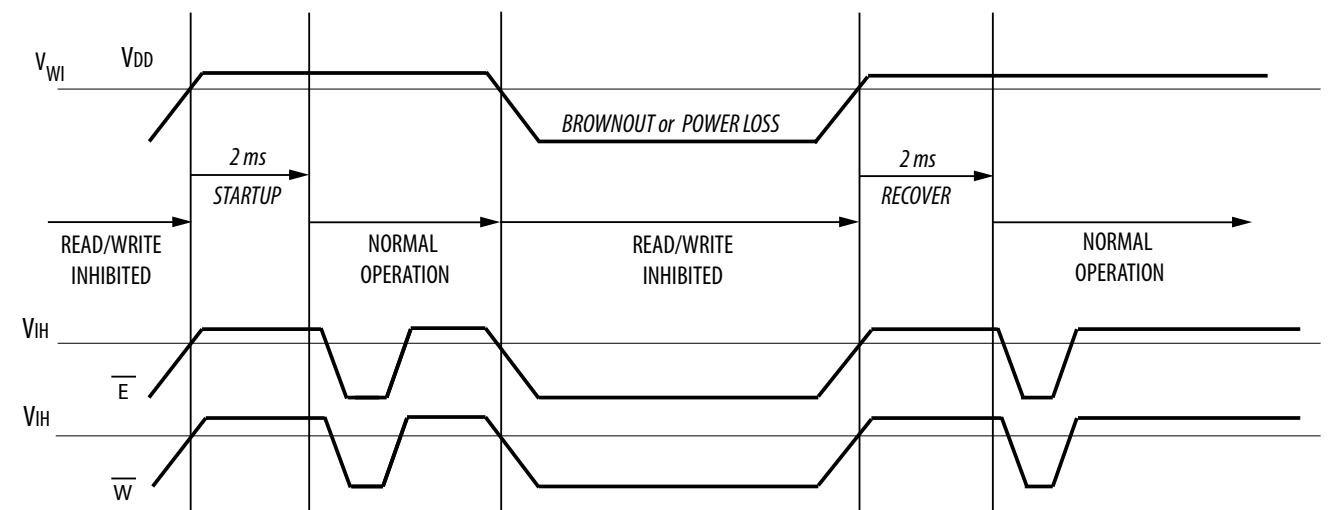 VWI
VDD
BROWNOUT or POWER LOSS
2 ms
STARTUP
2 ms
RECOVER
READ/WRITE
INHIBITED
NORMAL
OPERATION
READ/WRITE
INHIBITED
NORMAL
OPERATION
VIH
E
VIH
W